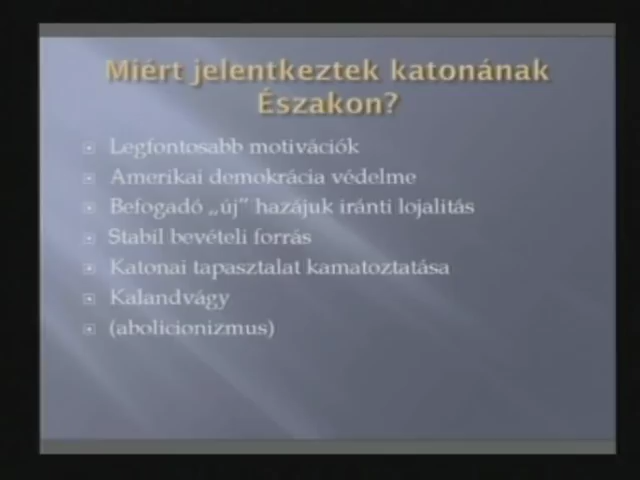 Miért jelentkeztek katonának
Északon?
Legfontosabb motivációk
Amerikai demokrácia védelme
Befogadó „új” hazájuk iránti lojalitás
Stabil bevételi forrás
Katonai tapasztalat kamatoztatása
Kalandvágy
(abolicionizmus)